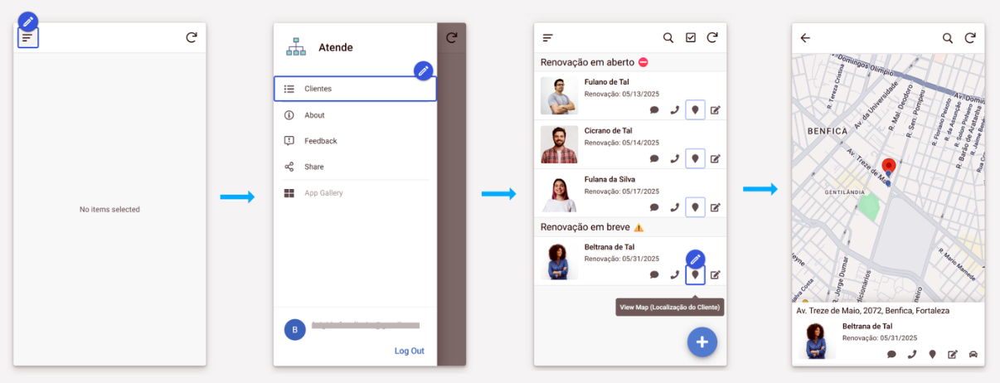 No items selected
Atende
Clientes
About
Feedback
Share
App Gallery
B
Log Out
Renovação em aberto
Fulano de Tal
Renovação: 05/13/2025
Cicrano de Tal
Renovação: 05/14/2025
Fulana da Silva
Renovação: 05/17/2025
Renovação em breve
Beltrana de Tal
Renovação: 05/31/2025
View Map (Localização do Cliente)
Domingos Olímpio
R. Tereza Cristina
Av. da Universidade
R. Mal. Deodoro
R. Sen. Pompeu
Av. Domin
R. Floriano Peixoto
R. da Assunção
R. Solon Pinheiro
R. Barão de Aratanha
R. Jaime Bené
Rua Co
BENFICA
Av. Treze de Maio
GENTILÂNDIA
R. Mario Mamede
R. Jorge Dumar
Av. Treze de Maio, 2072, Benfica, Fortaleza
Beltrana de Tal
Renovação: 05/31/2025